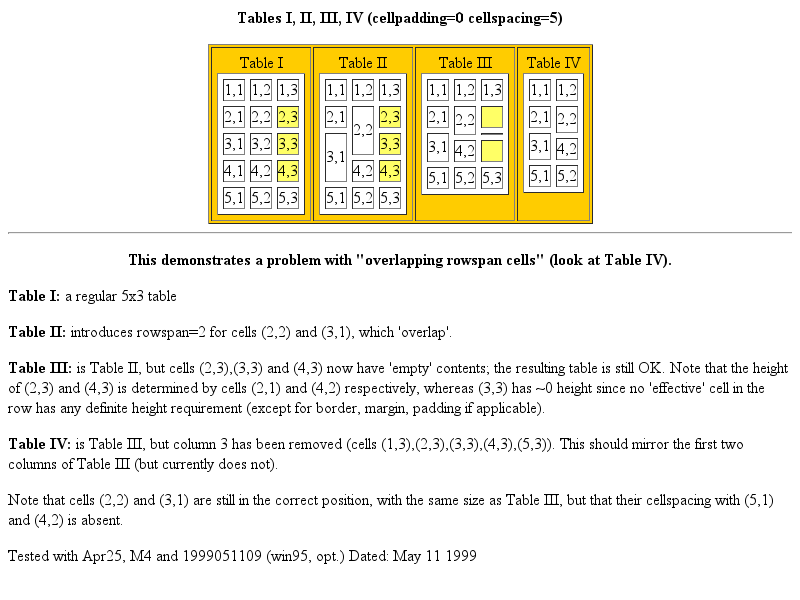 Tables I, II, III, IV (cellpadding=0 cellspacing=5)
Table I Table II Table III Table IV
1,1 1,2 1,3 1,1 1,2 1,3 1,1 1,2 1,3 1,1 1,2
2,1 2,2 2,3 2,1 2,2 2,3 2,1 2,2 2,1 2,2
3,1 3,2 3,3 3,1 3,3 3,1 4,2 3,1 4,2
4,1 4,2 4,3 4,2 4,3 5,1 5,2 5,3 5,1 5,2
5,1 5,2 5,3 5,1 5,2 5,3
This demonstrates a problem with "overlapping rowspan cells" (look at Table IV).
Table I: a regular 5x3 table
Table II: introduces rowspan=2 for cells (2,2) and (3,1), which 'overlap'.
Table III: is Table II, but cells (2,3),(3,3) and (4,3) now have 'empty' contents; the resulting table is still OK. Note that the height
of (2,3) and (4,3) is determined by cells (2,1) and (4,2) respectively, whereas (3,3) has ~0 height since no 'effective' cell in the
row has any definite height requirement (except for border, margin, padding if applicable).
Table IV: is Table III, but column 3 has been removed (cells (1,3),(2,3),(3,3),(4,3),(5,3)). This should mirror the first two
columns of Table III (but currently does not).
Note that cells (2,2) and (3,1) are still in the correct position, with the same size as Table III, but that their cellspacing with (5,1)
and (4,2) is absent.
Tested with Apr25, M4 and 1999051109 (win95, opt.) Dated: May 11 1999